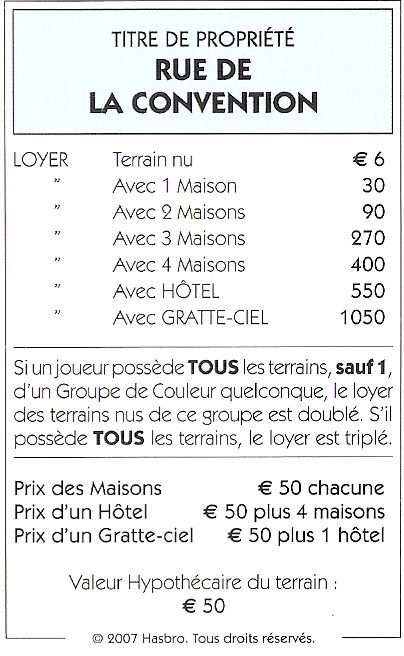 TITRE DE PROPRIÉTÉ
RUE DE
LA CONVENTION
LOYER Terrain nu € 6
" Avec 1 Maison 30
" Avec 2 Maisons 90
" Avec 3 Maisons 270
" Avec 4 Maisons 400
" Avec HÔTEL 550
" Avec GRATTE-CIEL 1050
Si un joueur possède TOUS les terrains, sauf 1,
d'un Groupe de Couleur quelconque, le loyer
des terrains nus de ce groupe est doublé. S'il
possède TOUS les terrains, le loyer est triplé.
Prix des Maisons € 50 chacune
Prix d'un Hôtel € 50 plus 4 maisons
Prix d'un Gratte-ciel € 50 plus 1 hôtel
Valeur Hypothécaire du terrain :
€ 50
© 2007 Hasbro. Tous droits réservés.